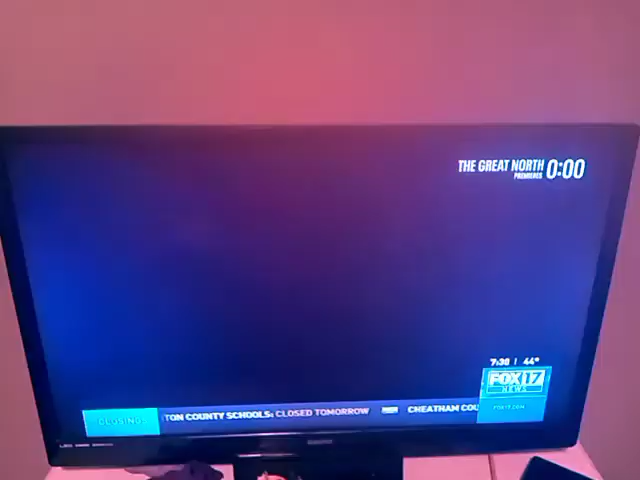 THE GREAT NORTH
PREMIERES
0:00
7:38 | 44°
FOX 17
NEWS
FOX17.COM
CLOSINGS
TON COUNTY SCHOOLS: CLOSED TOMORROW
CHEATHAM COU